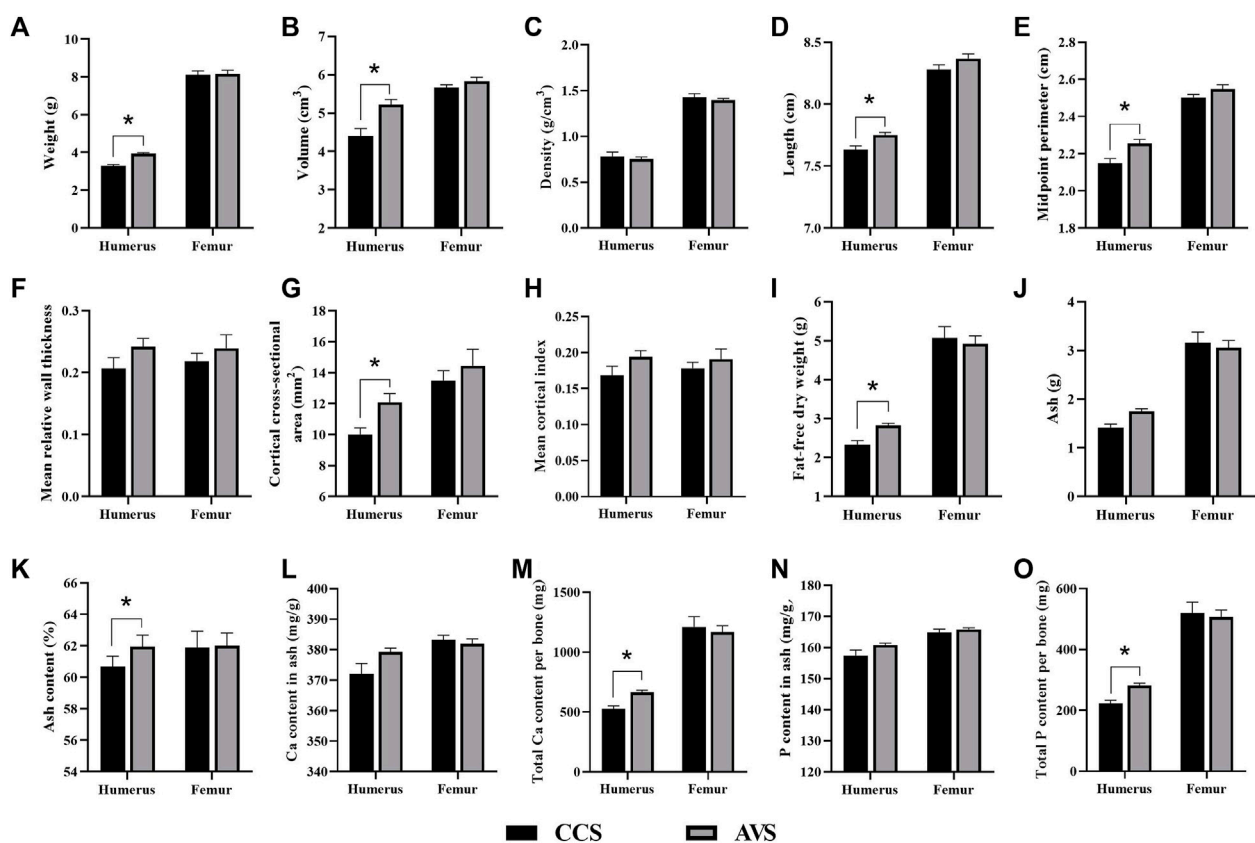 A
Weight (g)
10
8
6
4
2
0
*
Humerus Femur
B
Volume (cm3)
8
6
5
4
3
2
*
Humerus Femur
C
Density (g/cm3)
2.0
1.5
1.0
0.5
0.0
Humerus Femur
D
Length (cm)
8.5
8.0
7.5
7.0
*
Humerus Femur
E
Midpoint perimeter (cm)
2.8
2.6
2.4
2.2
2.0
1.8
*
Humerus Femur
F
Mean relative wall thickness
0.3
0.2
0.1
0.0
Humerus Femur
G
Cortical cross-sectional
area (mm2)
18
16
14
12
10
8
6
*
Humerus Femur
H
Mean cortical index
0.25
0.20
0.15
0.10
0.05
0.00
Humerus Femur
I
Fat-free dry weight (g)
6
5
4
3
2
1
*
Humerus Femur
J
Ash (g)
4
3
2
1
0
Humerus Femur
K
Ash content (%)
66
64
62
60
58
56
54
*
Humerus Femur
L
Ca content in ash (mg/g)
400
390
380
370
360
350
340
Humerus Femur
M
Total Ca content per bone (mg)
1500
1000
500
0
*
Humerus Femur
N
P content in ash (mg/g)
180
170
160
150
140
130
120
Humerus Femur
O
Total P content per bone (mg)
600
400
200
0
*
Humerus Femur
CCS AVS